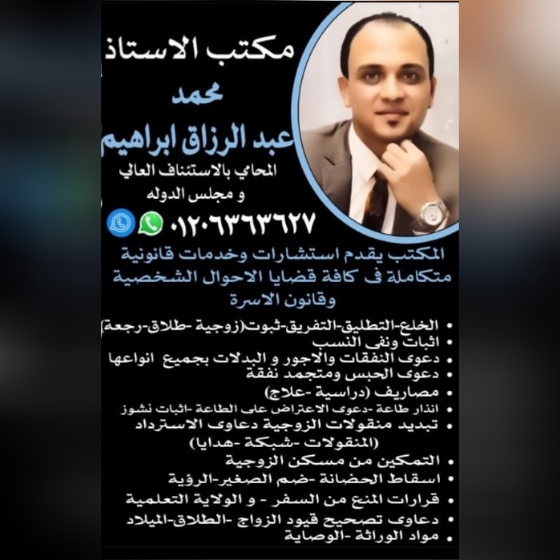 مكتب الاستاذ
محمد
عبد الرزاق ابراهيم
المحامي بالاستئناف العالي
و مجلس الدوله
٠١٢٠٦٣٦٣٦٢٧
المكتب يقدم استشارات وخدمات قانونية
متكاملة فى كافة قضايا الاحوال الشخصية
وقانون الاسرة
• الخلع-التطليق-التفريق-ثبوت(زوجية -طلاق-رجعة)
• اثبات ونفى النسب
• دعوى النفقات والاجور و البدلات بجميع انواعها
• دعوى الحبس ومتجمد نفقة
• مصاريف (دراسية -علاج)
• انذار طاعة -دعوى الاعتراض على الطاعة -اثبات نشوز
• تبديد منقولات الزوجية دعاوى الاسترداد
(المنقولات -شبكة -هدايا)
• التمكين من مسكن الزوجية
• اسقاط الحضانة -ضم الصغير-الرؤية
• قرارات المنع من السفر - و الولاية التعلمية
• دعاوى تصحيح قيود الزواج -الطلاق-الميلاد
• مواد الوراثة -الوصاية